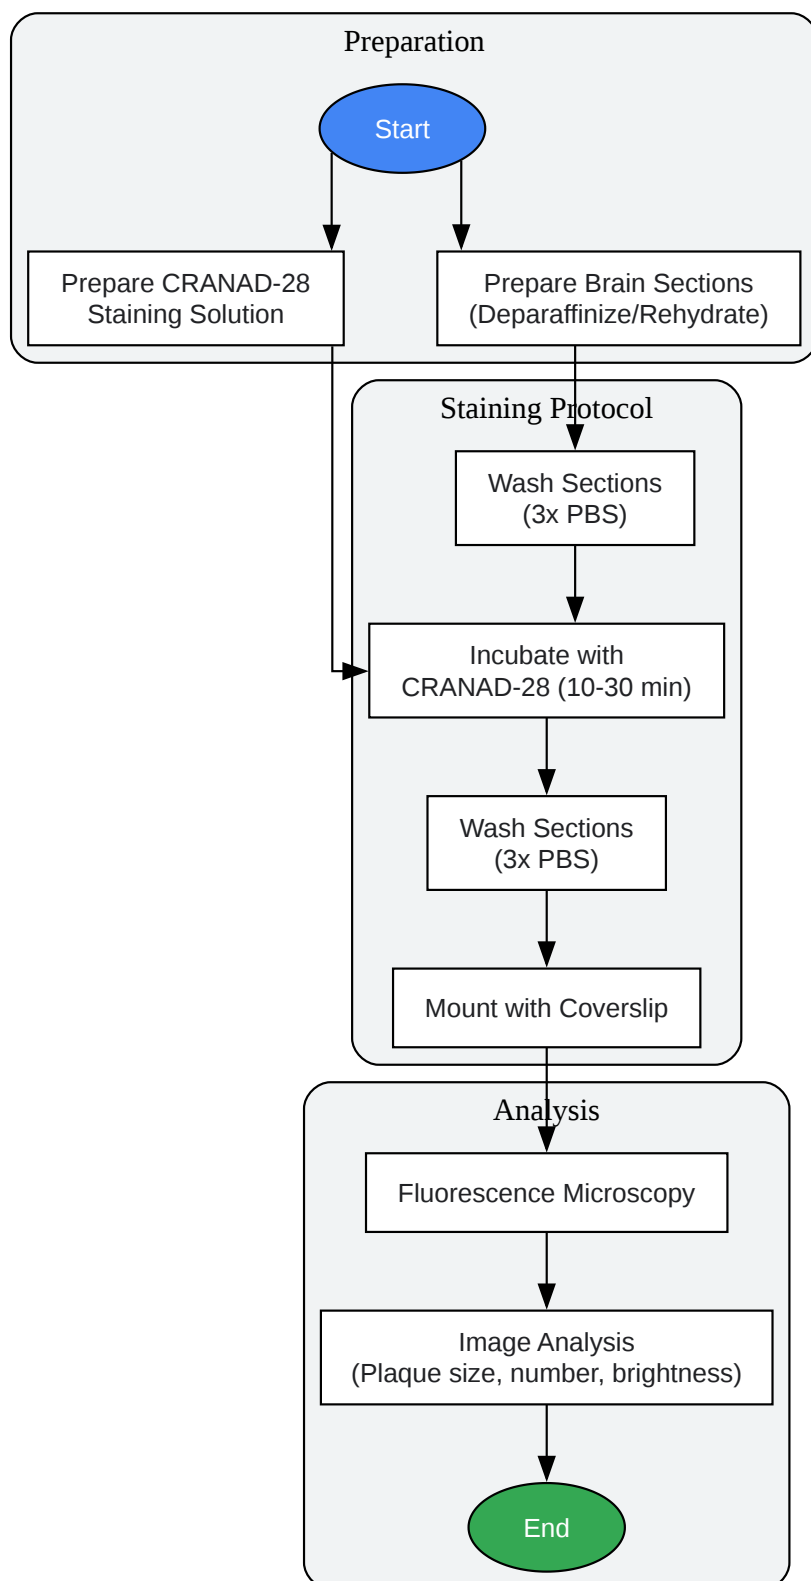 Preparation
Start
Prepare CRANAD-28
Staining Solution
Prepare Brain Sections
(Deparaffinize/Rehydrate)
Staining Protocol
Wash Sections
(3x PBS)
Incubate with
CRANAD-28 (10-30 min)
Wash Sections
(3x PBS)
Mount with Coverslip
Analysis
Fluorescence Microscopy
Image Analysis
(Plaque size, number, brightness)
End